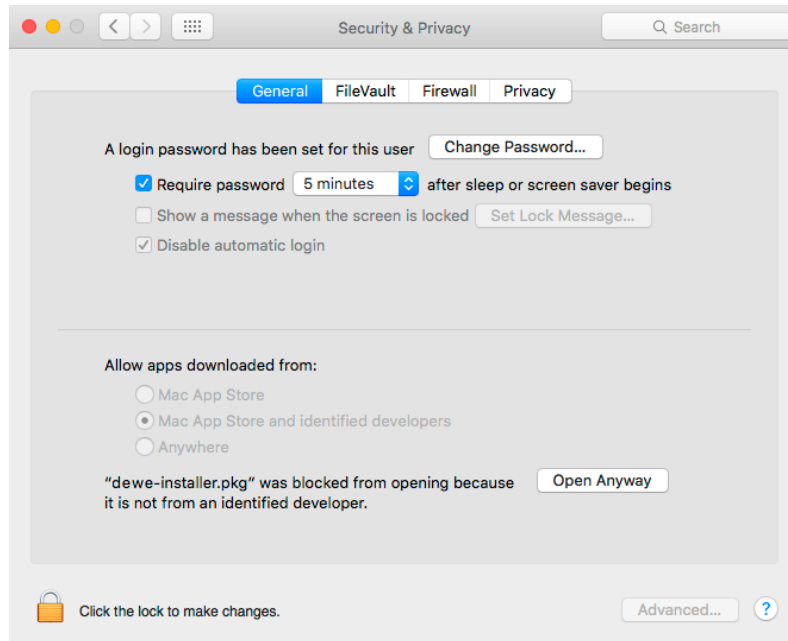 Security & Privacy
Search
General FileVault Firewall Privacy
A login password has been set for this user Change Password...
Require password 5 minutes after sleep or screen saver begins
Show a message when the screen is locked Set Lock Message...
Disable automatic login
Allow apps downloaded from:
Mac App Store
Mac App Store and identified developers
Anywhere
“dewe-installer.pkg” was blocked from opening because Open Anyway
it is not from an identified developer.
Click the lock to make changes. Advanced... ?